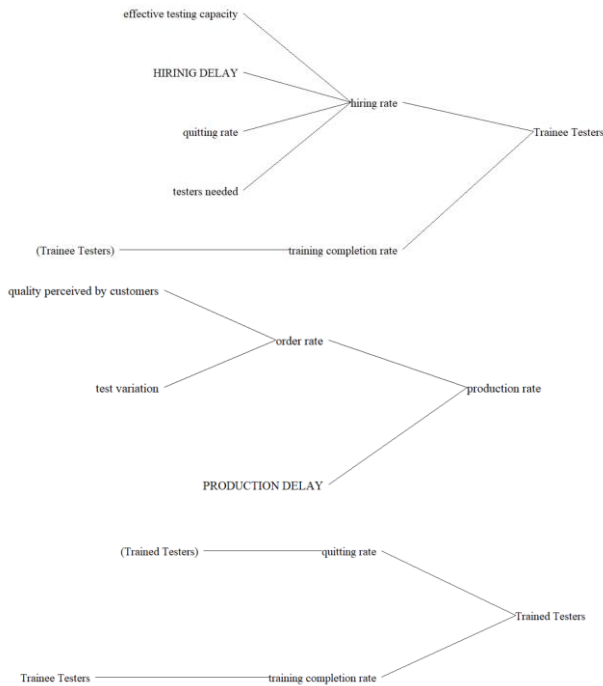 effective testing capacity
HIRINIG DELAY
hiring rate
quitting rate
Trainee Testers
testers needed
(Trainee Testers)
training completion rate
quality perceived by customers
order rate
test variation
production rate
PRODUCTION DELAY
(Trained Testers)
quitting rate
Trained Testers
Trainee Testers
training completion rate